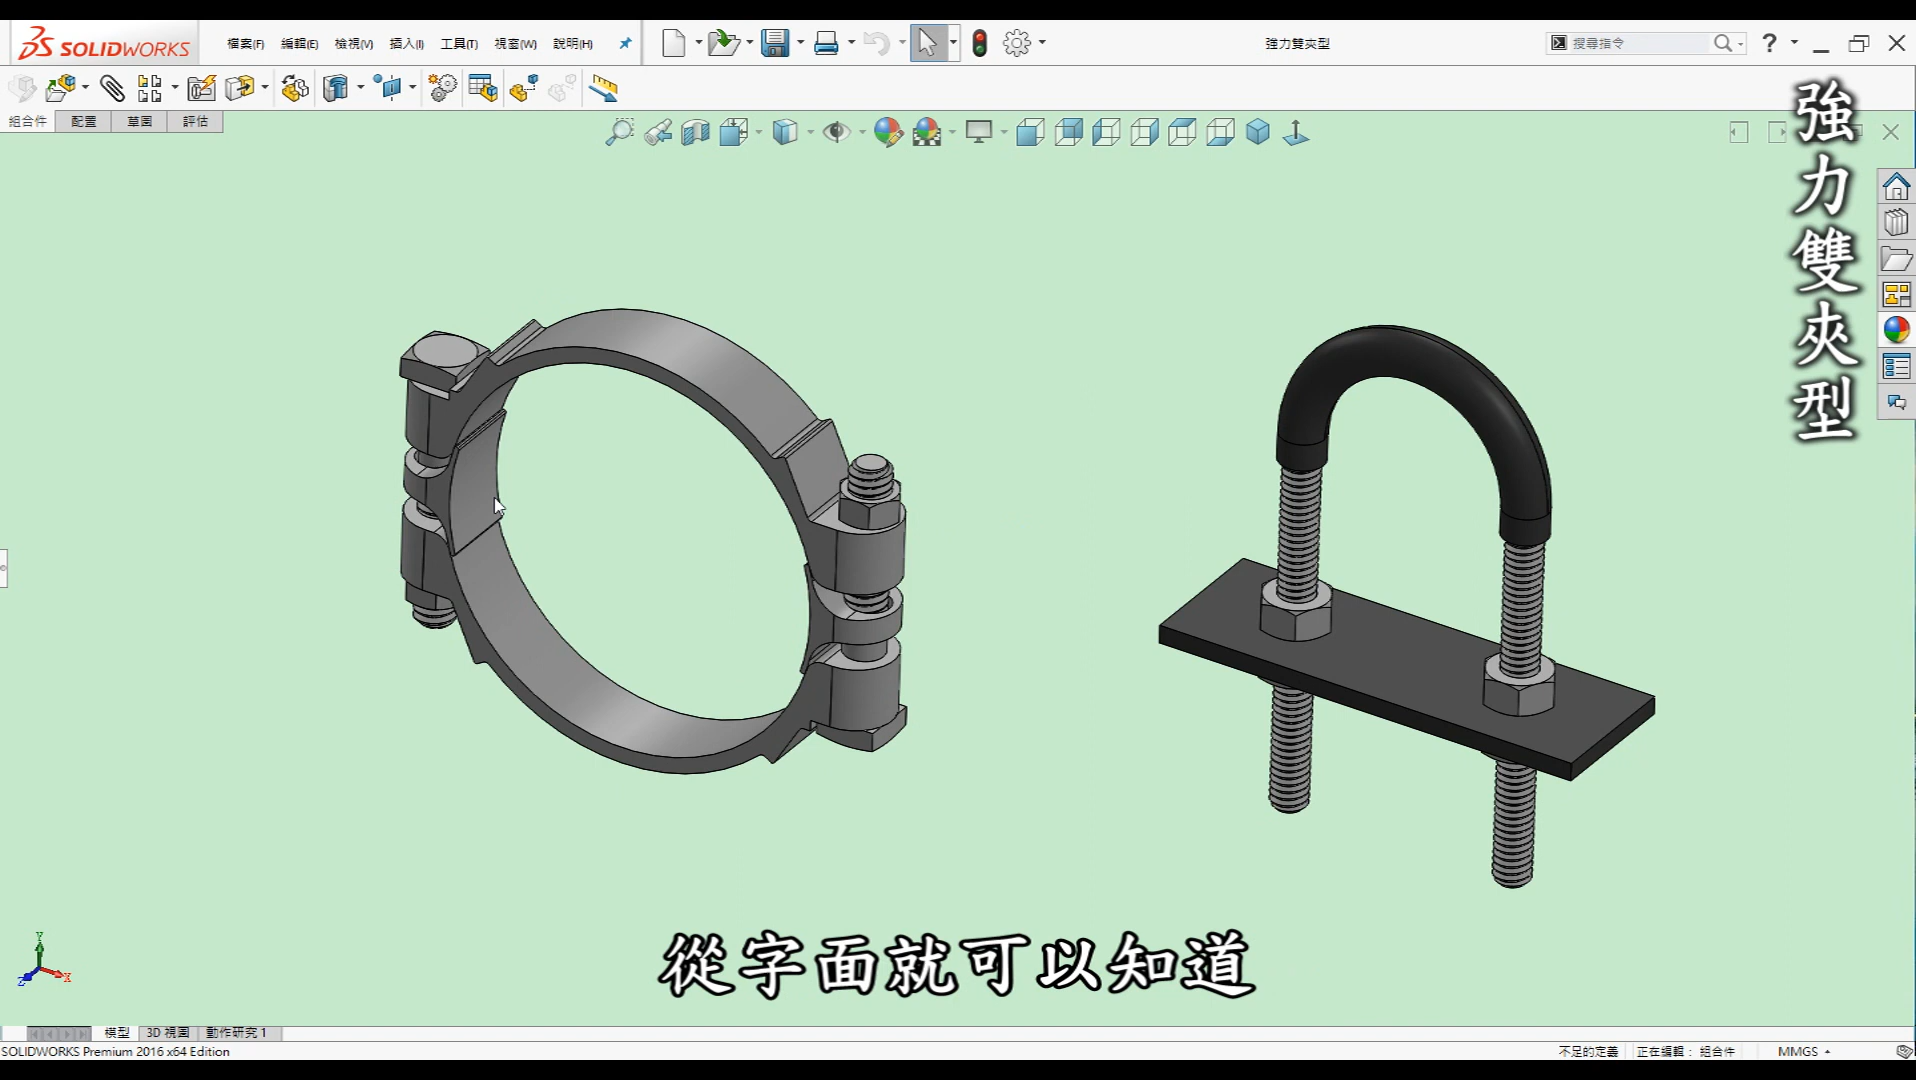 SOLIDWORKS
檔案(F) 編輯(E) 檢視(V) 插入(I) 工具(T) 視窗(W) 說明(H)
強力雙夾型
搜尋指令
組合件 配置 草圖 評估
強力雙夾型
從字面就可以知道
Y
X
Z
模型 3D 視圖 動作研究 1
SOLIDWORKS Premium 2016 x64 Edition
不足的定義 正在編輯： 組合件 MMGS